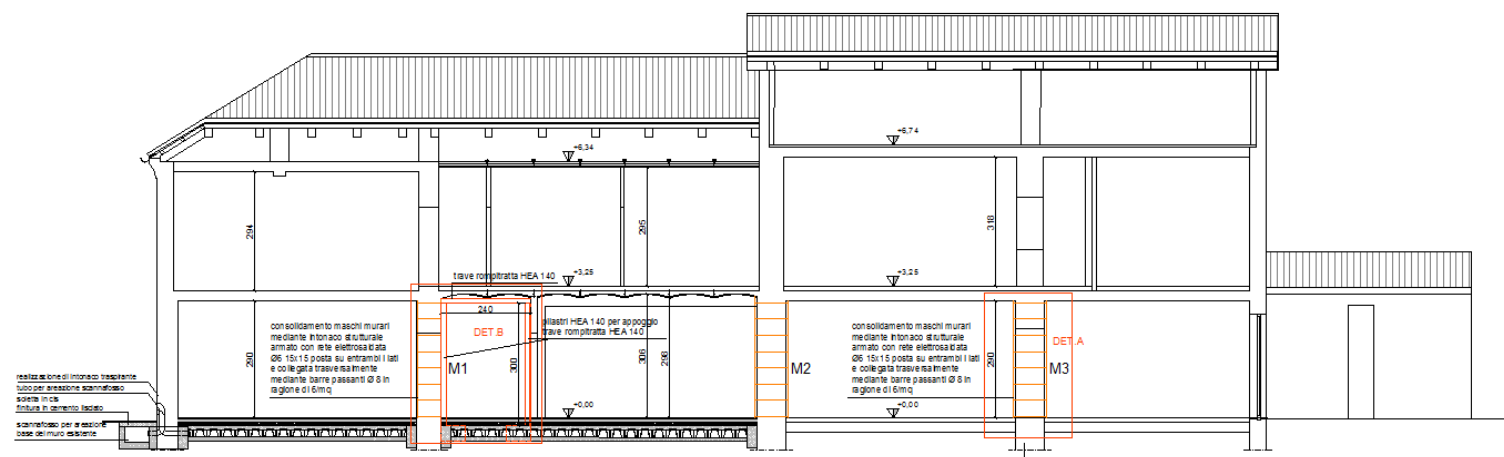 +6,74
+6,34
294
295
318
trave rompitratta HEA 140
+3,25
+3,25
240
consolidamento maschi murari
mediante intonaco strutturale
armato con rete elettrosaldata
Ø6 15x15 posta su entrambi i lati
e collegata trasversalmente
mediante barre passanti Ø 8 in
ragione di 6/mq
DET.B
pilastri HEA 140 per appoggio
trave rompitratta HEA 140
consolidamento maschi murari
mediante intonaco strutturale
armato con rete elettrosaldata
Ø6 15x15 posta su entrambi i lati
e collegata trasversalmente
mediante barre passanti Ø 8 in
ragione di 6/mq
DET.A
290
M1
300
306
298
M2
290
M3
realizzazione di intonaco traspirante
tubo per areazione scannafosso
soletta in cls
finitura in cemento lisciato
+0,00
+0,00
scannafosso per areazione
base del muro esistente